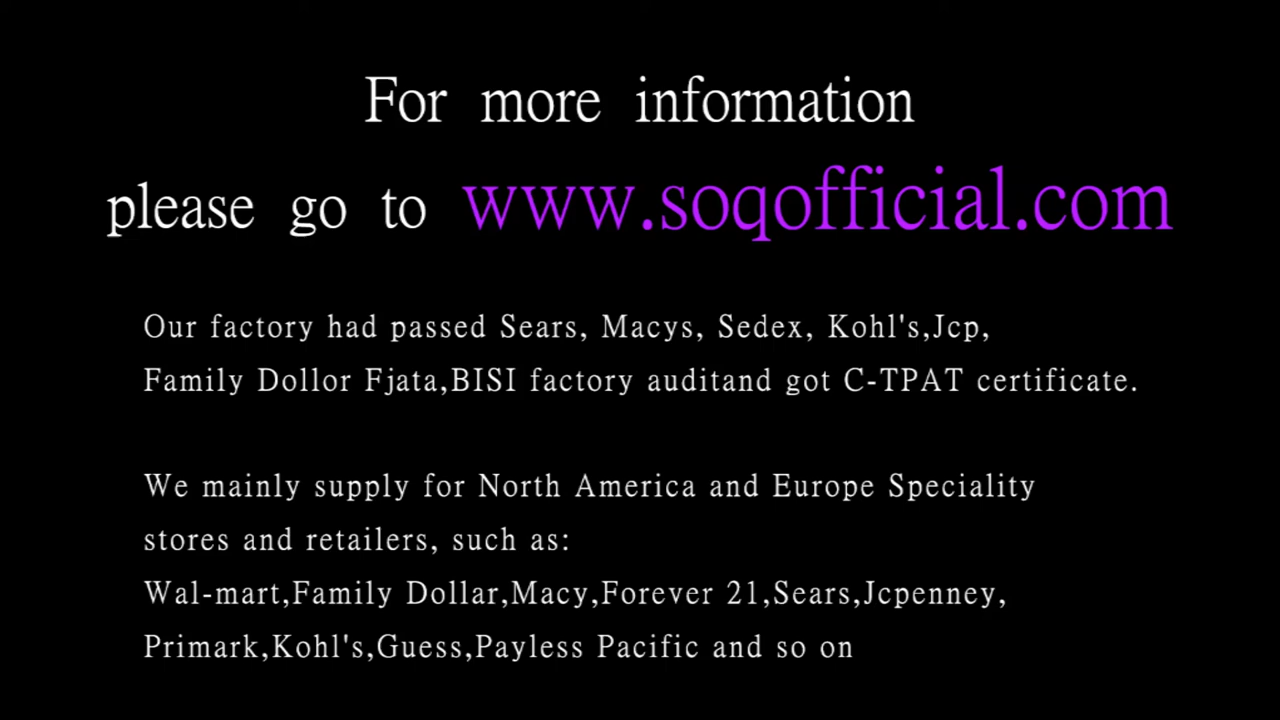 For more information
please go to www.soqofficial.com
Our factory had passed Sears, Macys, Sedex, Kohl's,Jcp,
Family Dollor Fjata,BISI factory auditand got C-TPAT certificate.
We mainly supply for North America and Europe Speciality
stores and retailers, such as:
Wal-mart,Family Dollar,Macy,Forever 21,Sears,Jcpenney,
Primark,Kohl's,Guess,Payless Pacific and so on